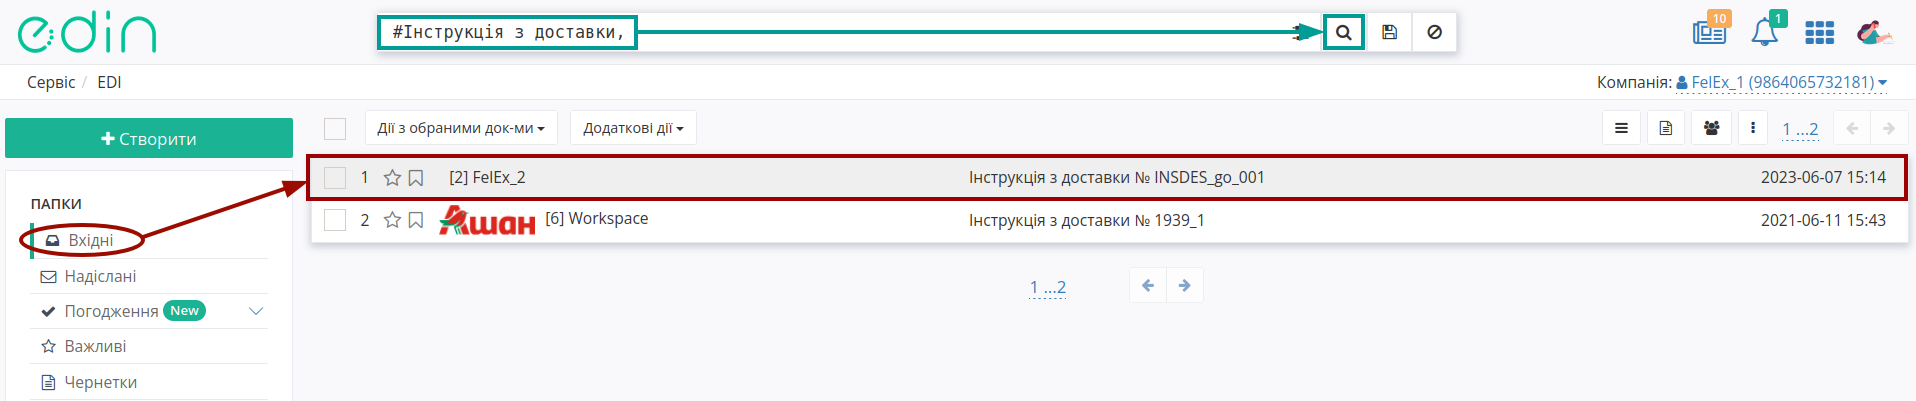 edin
#Інструкція з доставки,
10
1
Сервіс / EDI
Компанія: FelEx_1 (9864065732181)
Створити
Дії з обраними док-ми
Додаткові дії
1 ...2
ПАПКИ
Вхідні
Надіслані
Погодження New
Важливі
Чернетки
1 [2] FelEx_2 Інструкція з доставки № INSDES_go_001 2023-06-07 15:14
2 Ашан [6] Workspace Інструкція з доставки № 1939_1 2021-06-11 15:43
1 ...2